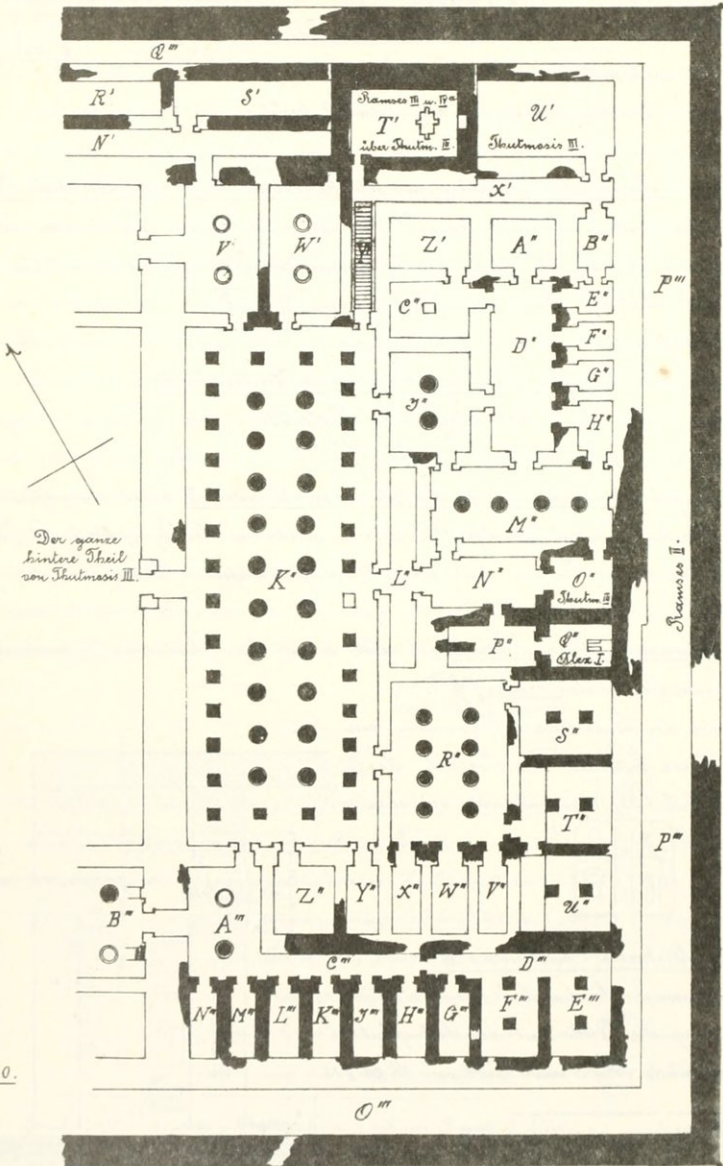 Q'''
R'
S'
Ramses III u. IVa
T'
über Thutm. III.
U'
Thutmosis III.
N'
X'
V'
W'
Y'
Z'
A"
B"
P'''
C"
D"
E"
F"
G"
H"
J"
M"
Der ganze
hintere Theil
von Thutmosis III.
K"
L"
N"
O"
Thutm. III
Ramses II.
P"
Q"
Alex I.
R"
S"
T"
P'''
Z"
Y"
X"
W"
V"
U"
B'''
A'''
C'''
D'''
N'''
M'''
L'''
K'''
J'''
H'''
G'''
F'''
E'''
O'''